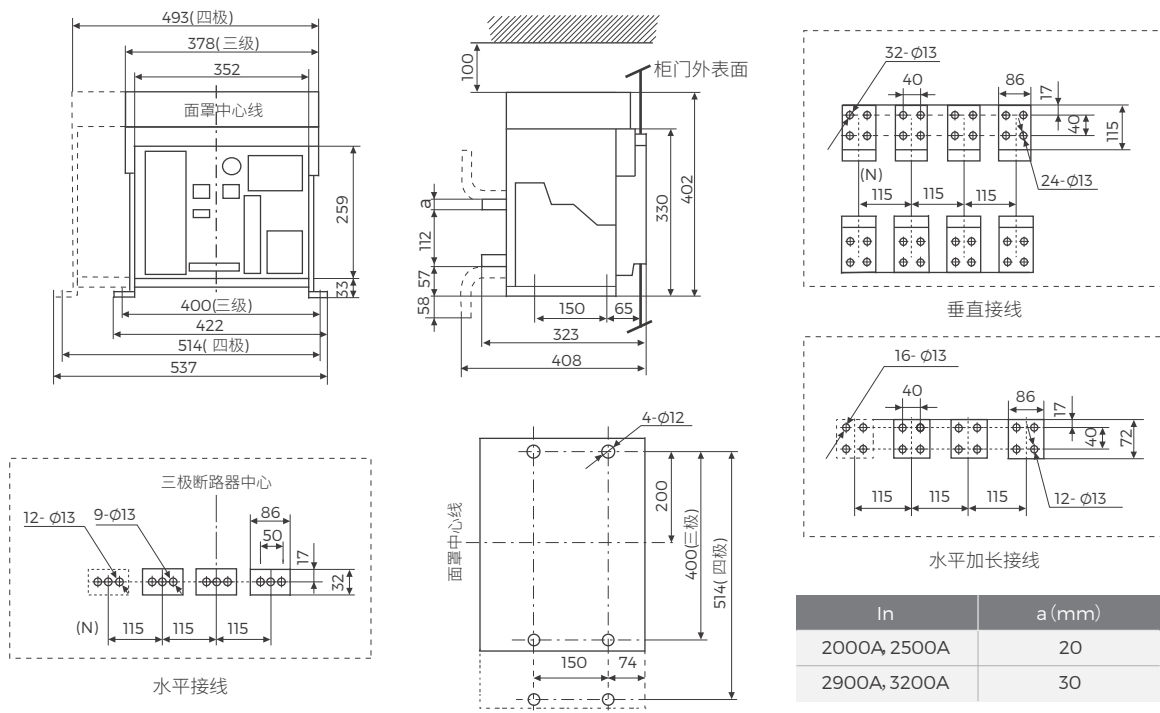 493(四极)
378(三级)
352
面罩中心线
259
33
400(三级)
422
514( 四极)
537
100
柜门外表面
a
112
57
58
330
402
150
65
323
408
32- Φ13
40
86
17
40
115
(N)
24-Φ13
115
115
115
垂直接线
16- Φ13
40
86
17
40
72
115
115
115
12- Φ13
水平加长接线
三极断路器中心
12- Φ13
9-Φ13
86
50
17
32
(N)
115
115
115
水平接线
4-Φ12
面罩中心线
200
400(三极)
514( 四极)
150
74
In
a(mm)
2000A, 2500A
20
2900A, 3200A
30